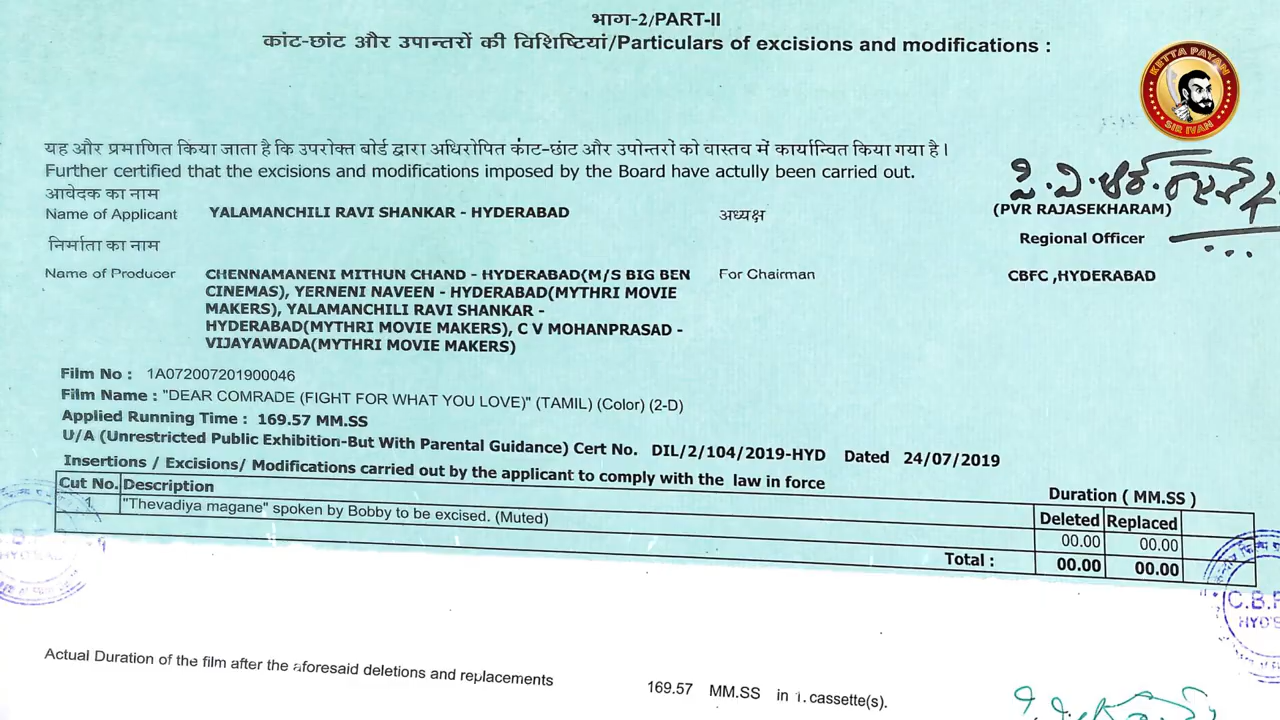 भाग-2/PART-II
कांट-छांट और उपान्तरों की विशिष्टियां/Particulars of excisions and modifications :
KETTA PAYAN
SIR IVAN
यह और प्रमाणित किया जाता है कि उपरोक्त बोर्ड द्वारा अधिरोपित कांट-छांट और उपोन्तरों को वास्तव में कार्यान्वित किया गया है।
Further certified that the excisions and modifications imposed by the Board have actully been carried out.
आवेदक का नाम
Name of Applicant YALAMANCHILI RAVI SHANKAR - HYDERABAD अध्यक्ष (PVR RAJASEKHARAM)
निर्माता का नाम Regional Officer
Name of Producer CHENNAMANENI MITHUN CHAND - HYDERABAD(M/S BIG BEN For Chairman CBFC ,HYDERABAD
CINEMAS), YERNENI NAVEEN - HYDERABAD(MYTHRI MOVIE
MAKERS), YALAMANCHILI RAVI SHANKAR -
HYDERABAD(MYTHRI MOVIE MAKERS), C V MOHANPRASAD -
VIJAYAWADA(MYTHRI MOVIE MAKERS)
Film No : 1A072007201900046
Film Name : "DEAR COMRADE (FIGHT FOR WHAT YOU LOVE)" (TAMIL) (Color) (2-D)
Applied Running Time : 169.57 MM.SS
U/A (Unrestricted Public Exhibition-But With Parental Guidance) Cert No. DIL/2/104/2019-HYD Dated 24/07/2019
Insertions / Excisions/ Modifications carried out by the applicant to comply with the law in force
Cut No. Description Duration ( MM.SS )
Deleted Replaced
1 "Thevadiya magane" spoken by Bobby to be excised. (Muted) 00.00 00.00
Total : 00.00 00.00
Actual Duration of the film after the aforesaid deletions and replacements 169.57 MM.SS in 1.cassette(s).